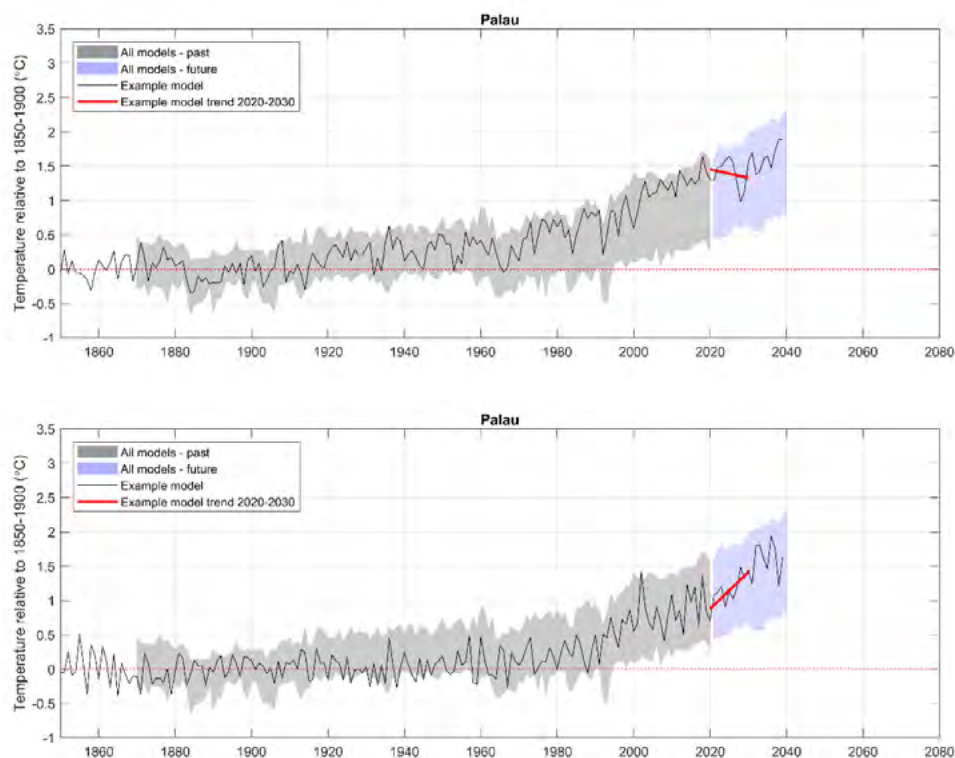 Palau
3.5
3
2.5
2
1.5
1
0.5
0
-0.5
-1
Temperature relative to 1850-1900 (°C)
All models - past
All models - future
Example model
Example model trend 2020-2030
1860 1880 1900 1920 1940 1960 1980 2000 2020 2040 2060 2080
Palau
3.5
3
2.5
2
1.5
1
0.5
0
-0.5
-1
Temperature relative to 1850-1900 (°C)
All models - past
All models - future
Example model
Example model trend 2020-2030
1860 1880 1900 1920 1940 1960 1980 2000 2020 2040 2060 2080